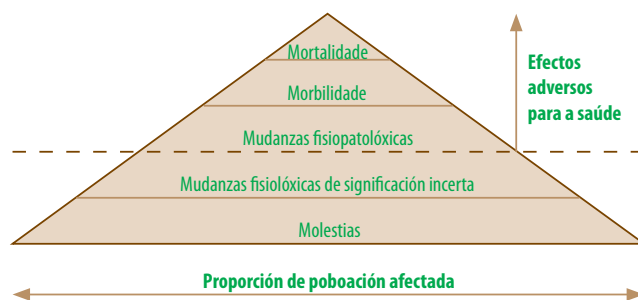 Mortalidade
Efectos
adversos
para a saúde
Morbilidade
Mudanzas fisiopatolóxicas
Mudanzas fisiolóxicas de significación incerta
Molestias
Proporción de poboación afectada